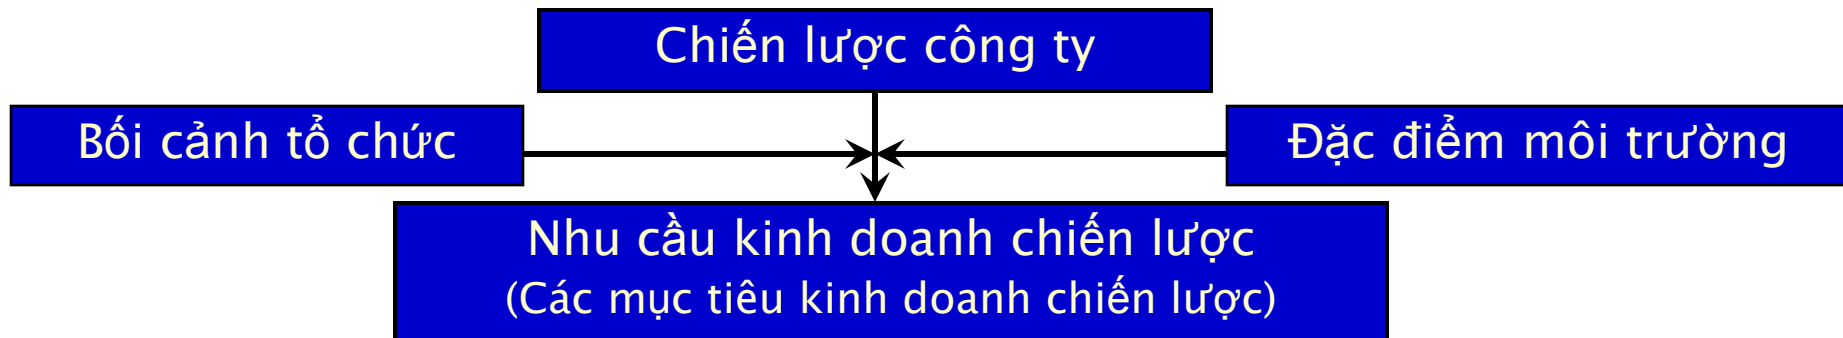 Chiến lược công ty
Bối cảnh tổ chức
Đặc điểm môi trường
Nhu cầu kinh doanh chiến lược
(Các mục tiêu kinh doanh chiến lược)